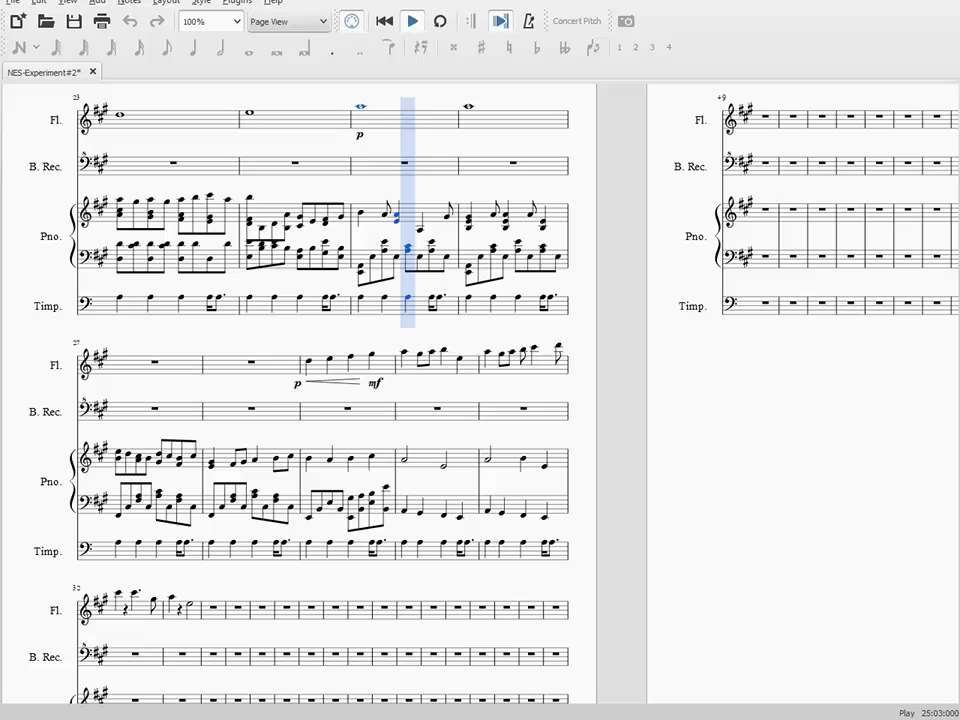 File Edit View Add Notes Layout Style Plugins Help
100% Page View Concert Pitch
1 2 3 4
NES-Experiment#2*
23
Fl.
p
B. Rec.
Pno.
Timp.
27
Fl.
p mf
B. Rec.
Pno.
Timp.
32
Fl.
B. Rec.
49
Fl.
B. Rec.
Pno.
Timp.
Play 25:03:000